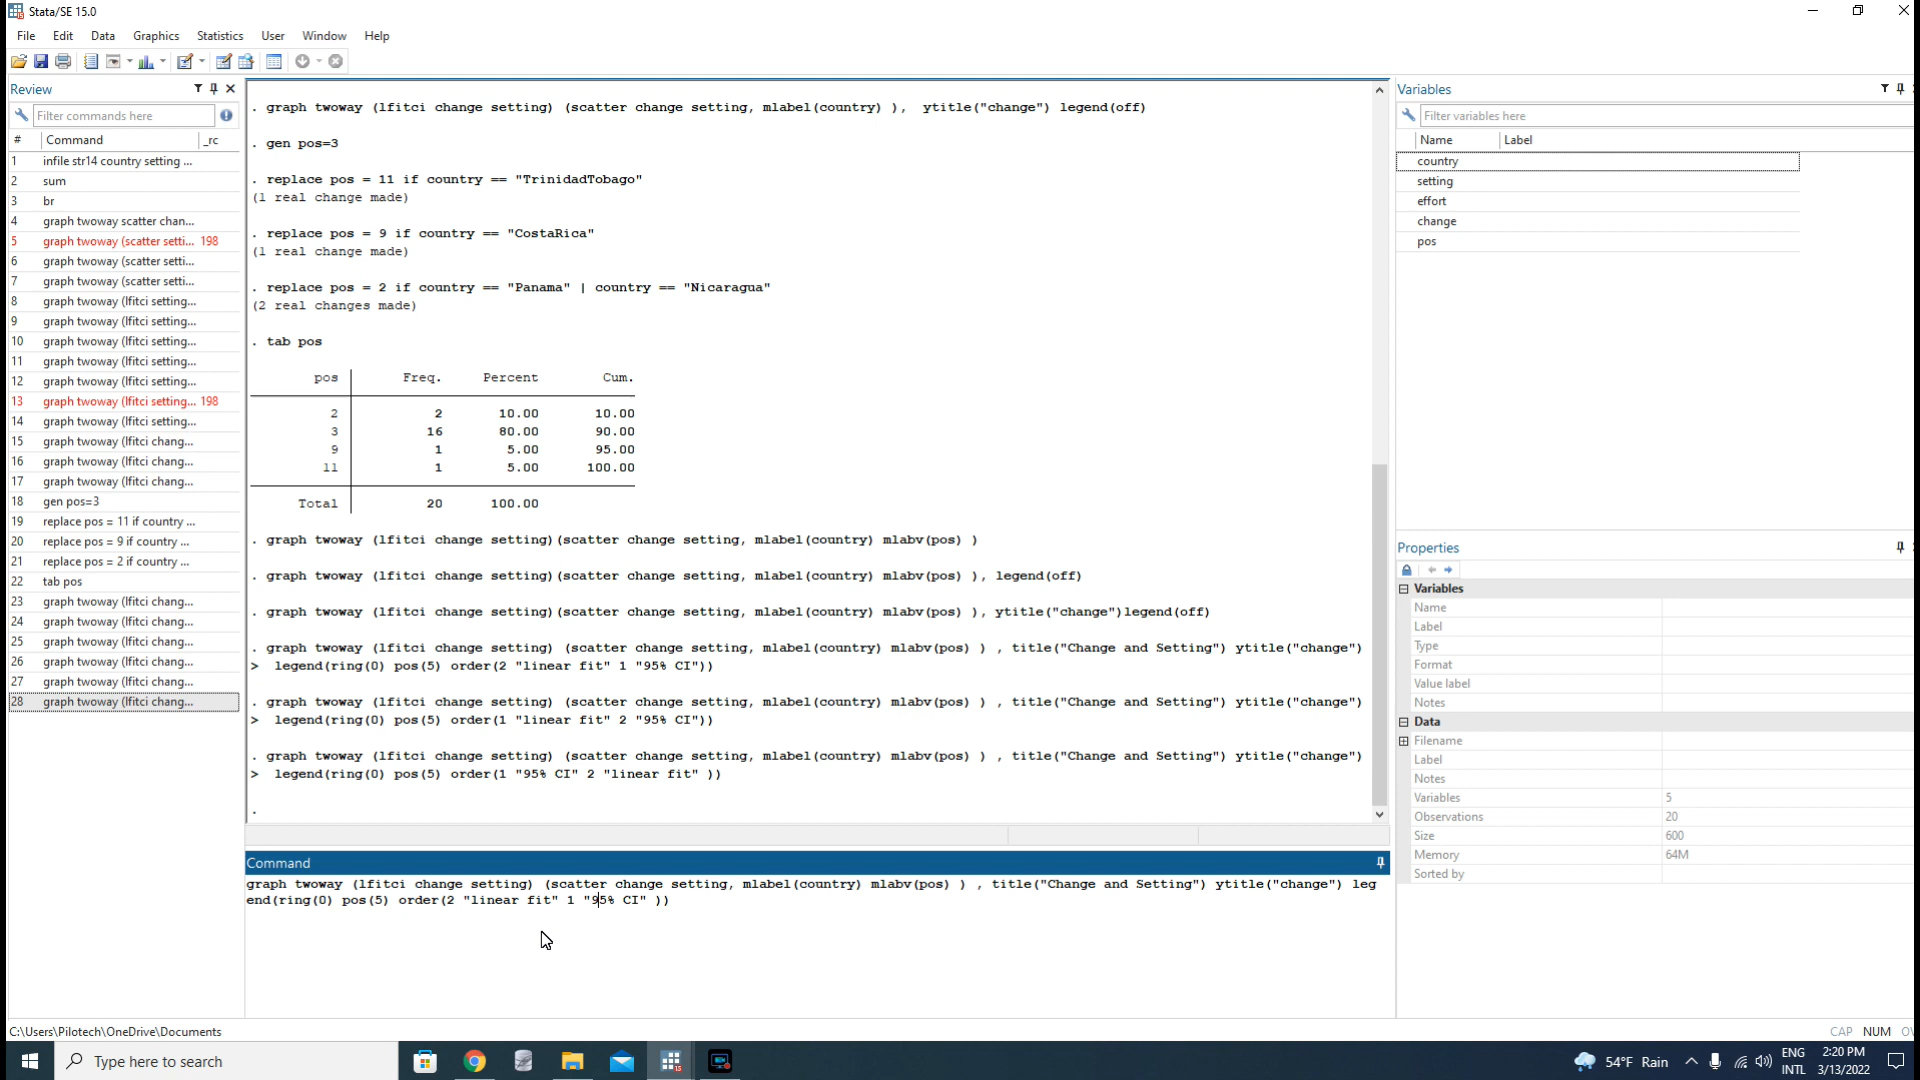 Stata/SE 15.0
File Edit Data Graphics Statistics User Window Help
Review
Filter commands here
# Command _rc
1 infile str14 country setting ...
2 sum
3 br
4 graph twoway scatter chan...
5 graph twoway (scatter setti... 198
6 graph twoway (scatter setti...
7 graph twoway (scatter setti...
8 graph twoway (lfitci setting...
9 graph twoway (lfitci setting...
10 graph twoway (lfitci setting...
11 graph twoway (lfitci setting...
12 graph twoway (lfitci setting...
13 graph twoway (lfitci setting... 198
14 graph twoway (lfitci setting...
15 graph twoway (lfitci chang...
16 graph twoway (lfitci chang...
17 graph twoway (lfitci chang...
18 gen pos=3
19 replace pos = 11 if country ...
20 replace pos = 9 if country ...
21 replace pos = 2 if country ...
22 tab pos
23 graph twoway (lfitci chang...
24 graph twoway (lfitci chang...
25 graph twoway (lfitci chang...
26 graph twoway (lfitci chang...
27 graph twoway (lfitci chang...
28 graph twoway (lfitci chang...
. graph twoway (lfitci change setting) (scatter change setting, mlabel(country) ),  ytitle("change") legend(off)
. gen pos=3
. replace pos = 11 if country == "TrinidadTobago"
(1 real change made)
. replace pos = 9 if country == "CostaRica"
(1 real change made)
. replace pos = 2 if country == "Panama" | country == "Nicaragua"
(2 real changes made)
. tab pos
pos | Freq. Percent Cum.
2 | 2 10.00 10.00
3 | 16 80.00 90.00
9 | 1 5.00 95.00
11 | 1 5.00 100.00
Total | 20 100.00
. graph twoway (lfitci change setting)(scatter change setting, mlabel(country) mlabv(pos) )
. graph twoway (lfitci change setting)(scatter change setting, mlabel(country) mlabv(pos) ), legend(off)
. graph twoway (lfitci change setting)(scatter change setting, mlabel(country) mlabv(pos) ), ytitle("change")legend(off)
. graph twoway (lfitci change setting) (scatter change setting, mlabel(country) mlabv(pos) ) , title("Change and Setting") ytitle("change")
>  legend(ring(0) pos(5) order(2 "linear fit" 1 "95% CI"))
. graph twoway (lfitci change setting) (scatter change setting, mlabel(country) mlabv(pos) ) , title("Change and Setting") ytitle("change")
>  legend(ring(0) pos(5) order(1 "linear fit" 2 "95% CI"))
. graph twoway (lfitci change setting) (scatter change setting, mlabel(country) mlabv(pos) ) , title("Change and Setting") ytitle("change")
>  legend(ring(0) pos(5) order(1 "95% CI" 2 "linear fit" ))
.
Command
graph twoway (lfitci change setting) (scatter change setting, mlabel(country) mlabv(pos) ) , title("Change and Setting") ytitle("change") leg
end(ring(0) pos(5) order(2 "linear fit" 1 "95% CI" ))
Variables
Filter variables here
Name Label
country
setting
effort
change
pos
Properties
Variables
Name
Label
Type
Format
Value label
Notes
Data
Filename
Label
Notes
Variables 5
Observations 20
Size 600
Memory 64M
Sorted by
C:\Users\Pilotech\OneDrive\Documents
CAP NUM
Type here to search
54°F Rain
ENG
INTL
2:20 PM
3/13/2022